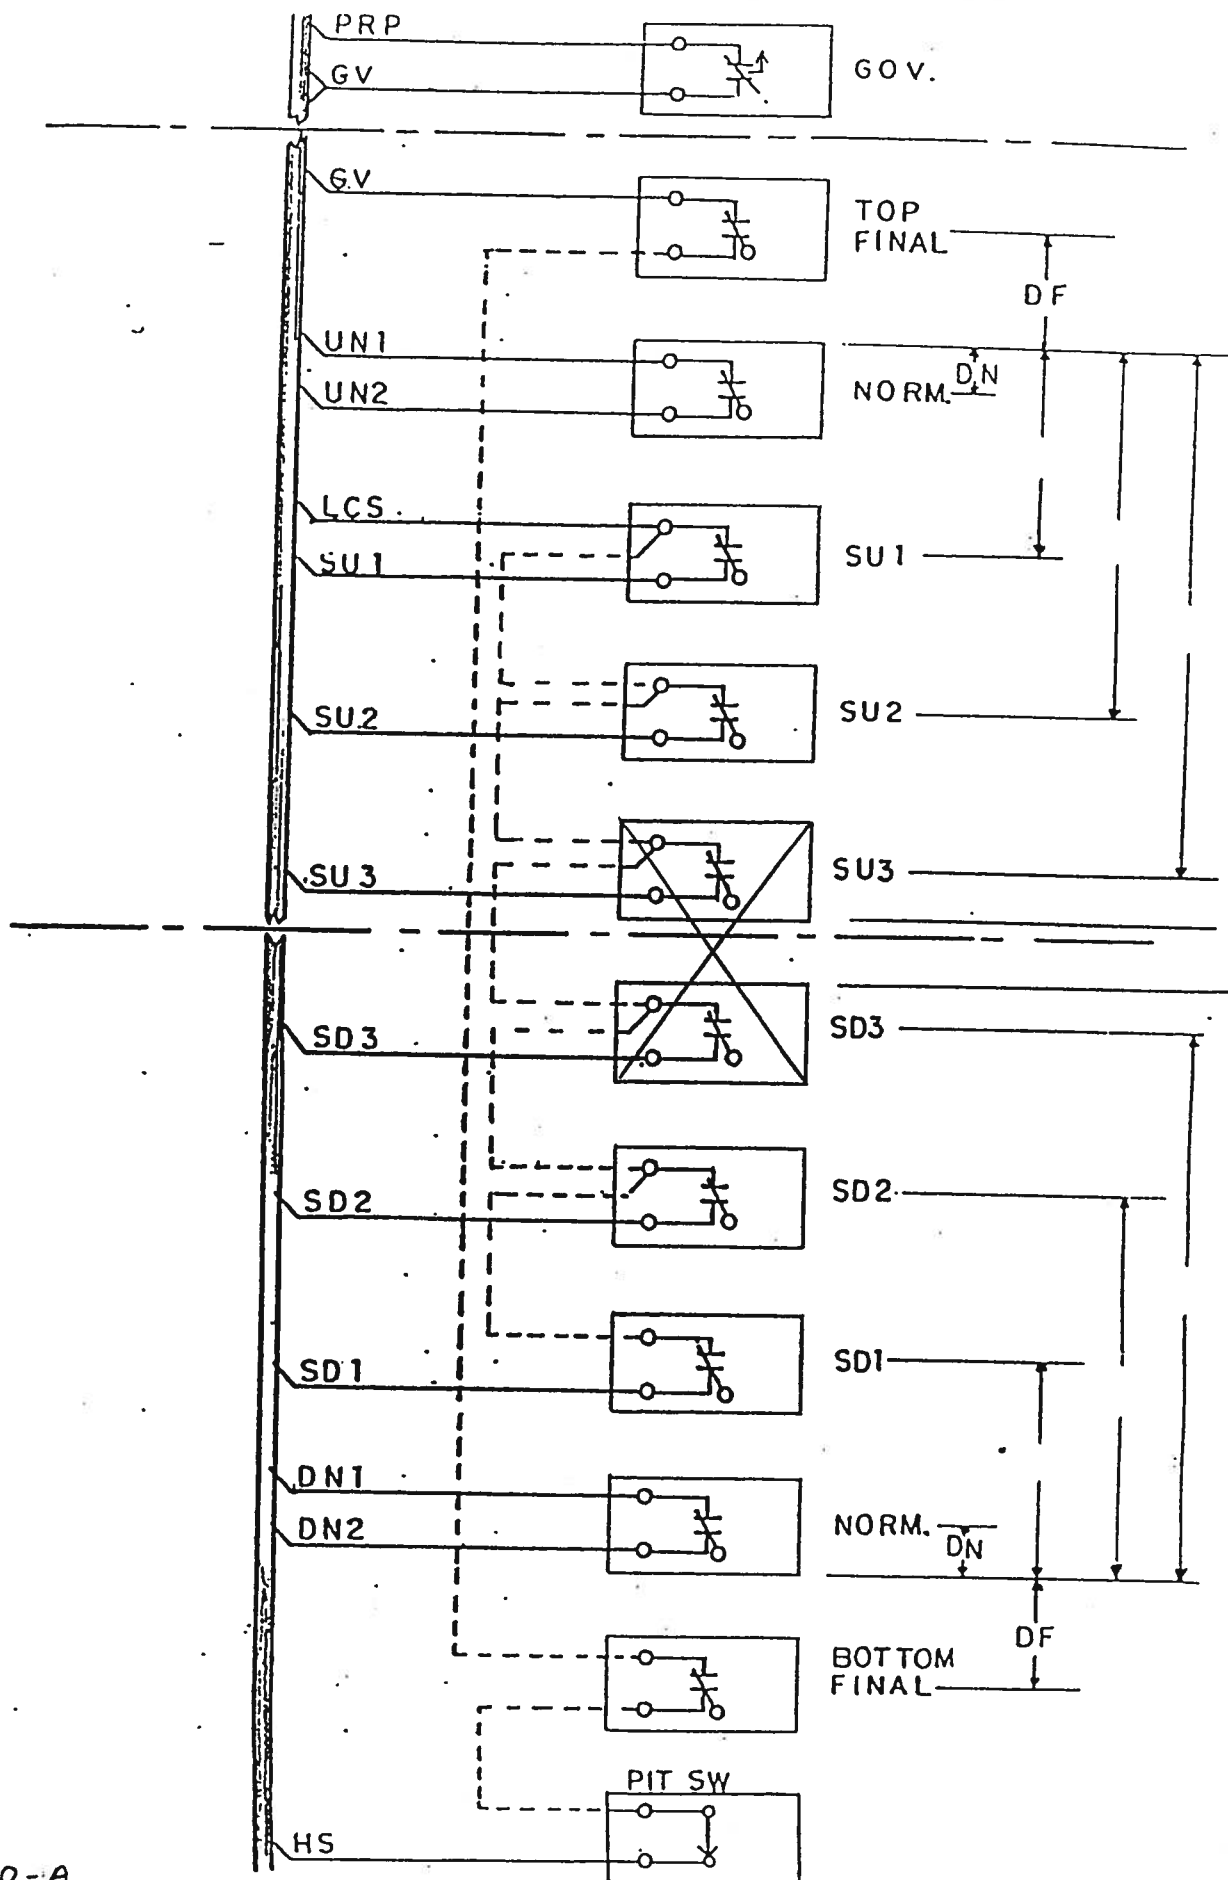 PRP
GV
GOV.
GV
TOP
FINAL
DF
UN1
UN2
NORM.
DN
LCS
SU1
SU1
SU2
SU2
SU3
SU3
SD3
SD3
SD2
SD2
SD1
SD1
DN1
DN2
NORM.
DN
DF
BOTTOM
FINAL
PIT SW
HS